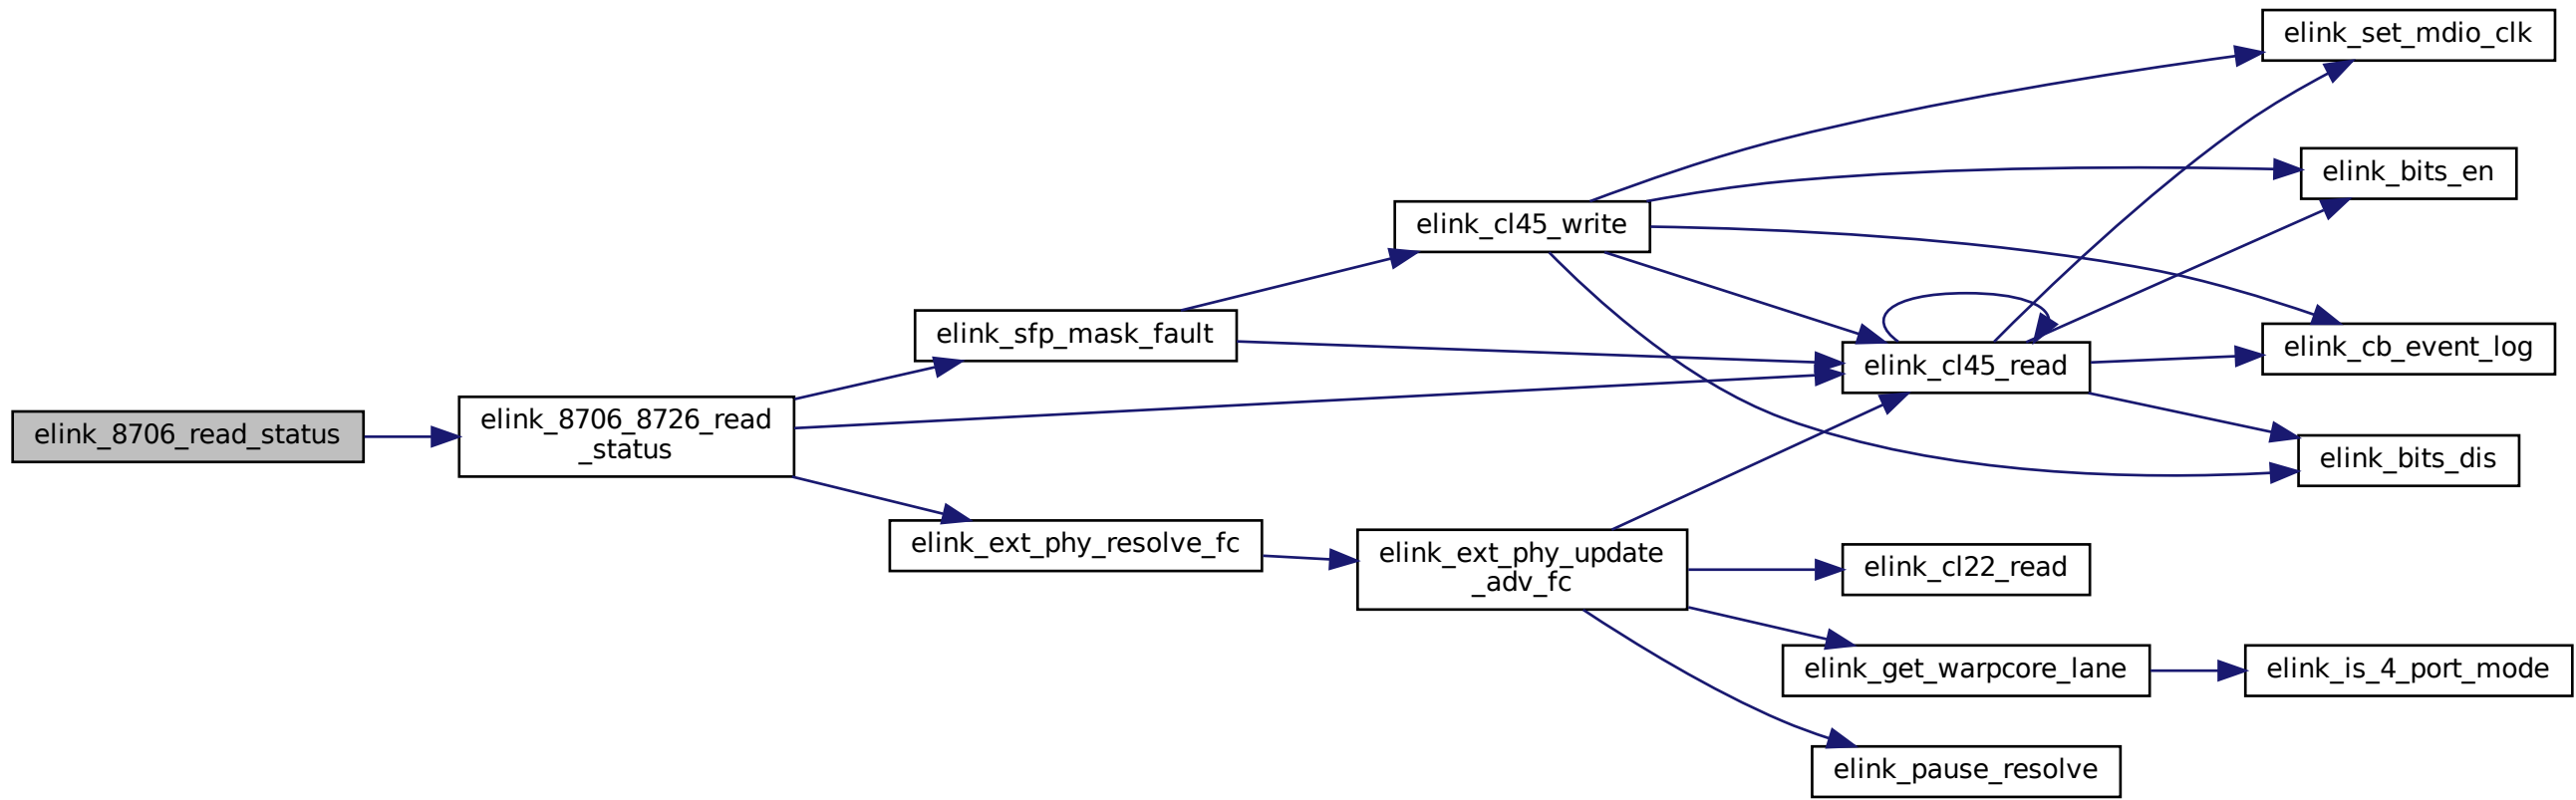 elink_8706_read_status
elink_8706_8726_read
_status
elink_sfp_mask_fault
elink_ext_phy_resolve_fc
elink_cl45_write
elink_ext_phy_update
_adv_fc
elink_cl45_read
elink_cl22_read
elink_get_warpcore_lane
elink_pause_resolve
elink_set_mdio_clk
elink_bits_en
elink_cb_event_log
elink_bits_dis
elink_is_4_port_mode